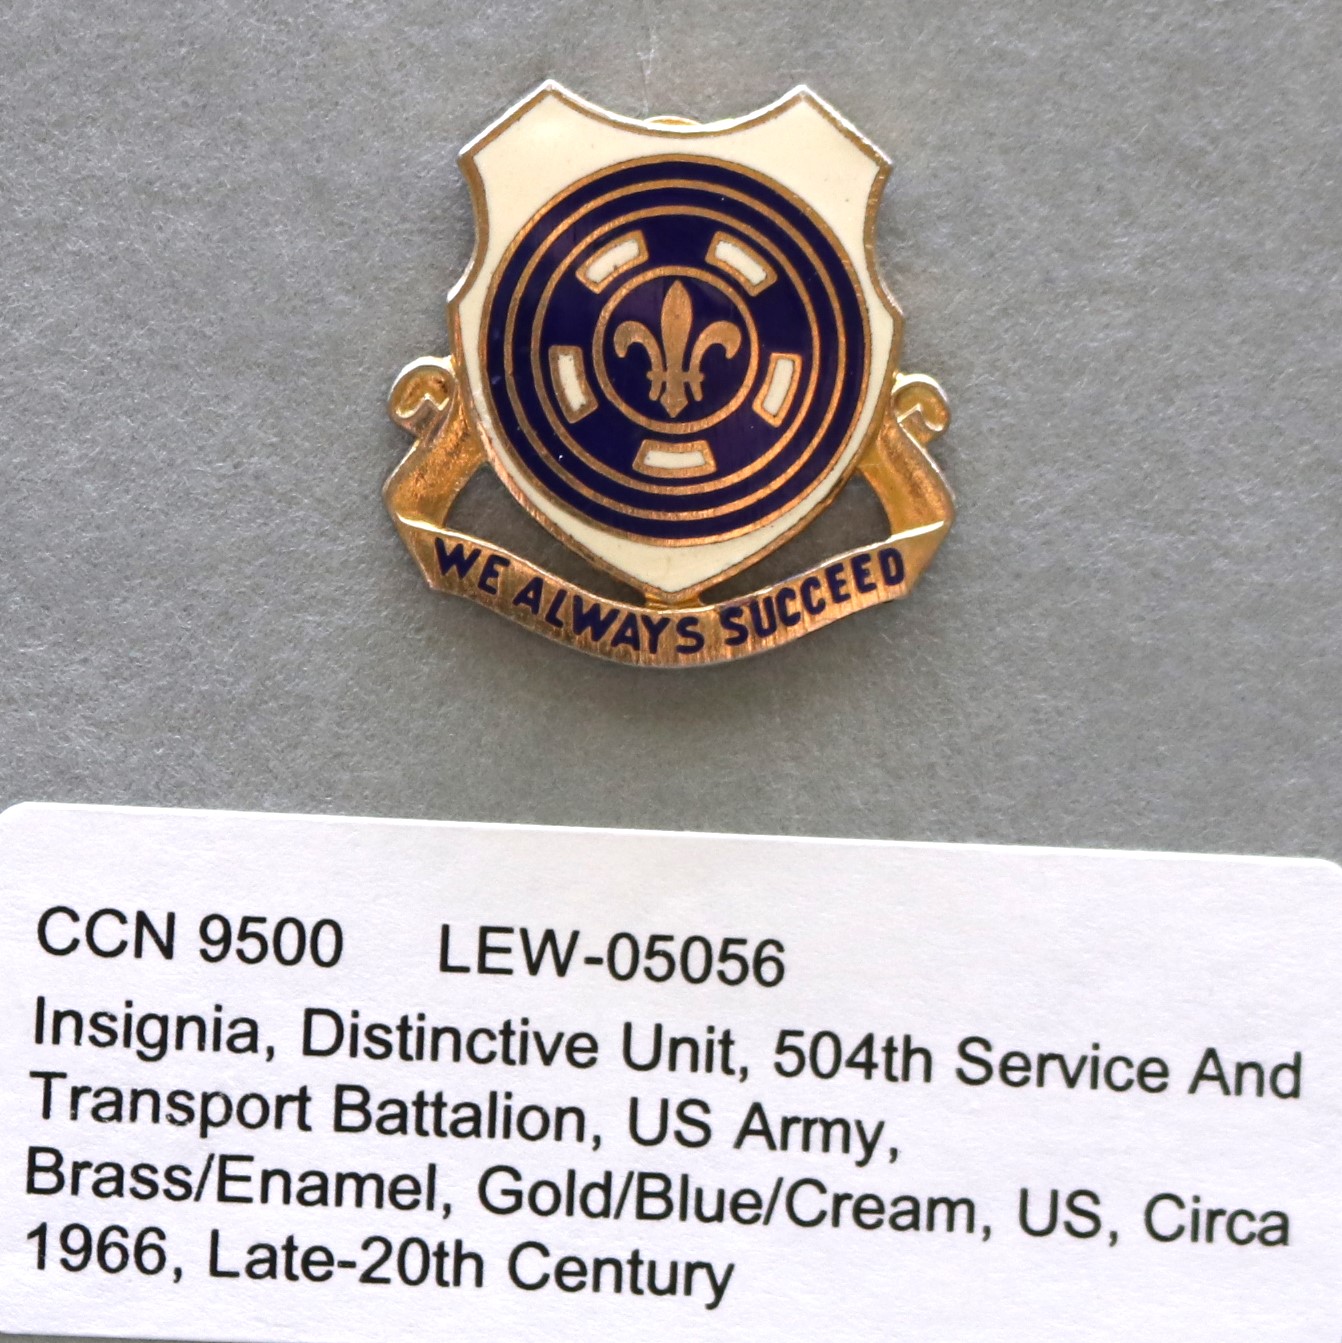 WE ALWAYS SUCCEED
CCN 9500 LEW-05056
Insignia, Distinctive Unit, 504th Service And
Transport Battalion, US Army,
Brass/Enamel, Gold/Blue/Cream, US, Circa
1966, Late-20th Century